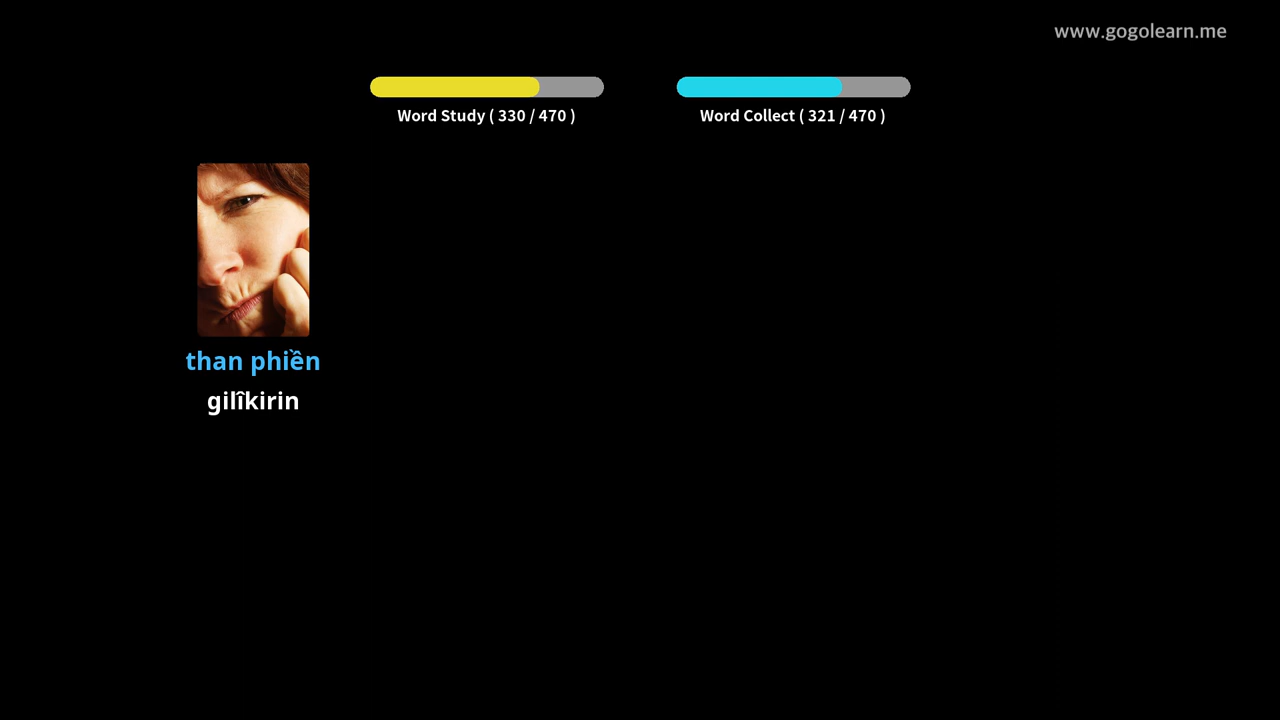 www.gogolearn.me
Word Study ( 330 / 470 )
Word Collect ( 321 / 470 )
than phiền
gilîkirin